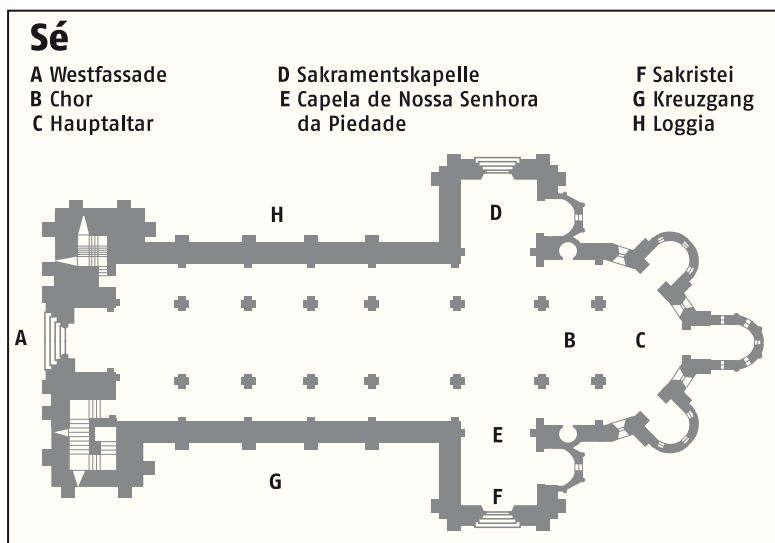 Sé
A Westfassade
B Chor
C Hauptaltar
D Sakramentskapelle
E Capela de Nossa Senhora
da Piedade
F Sakristei
G Kreuzgang
H Loggia
H
D
A
B
C
E
G
F